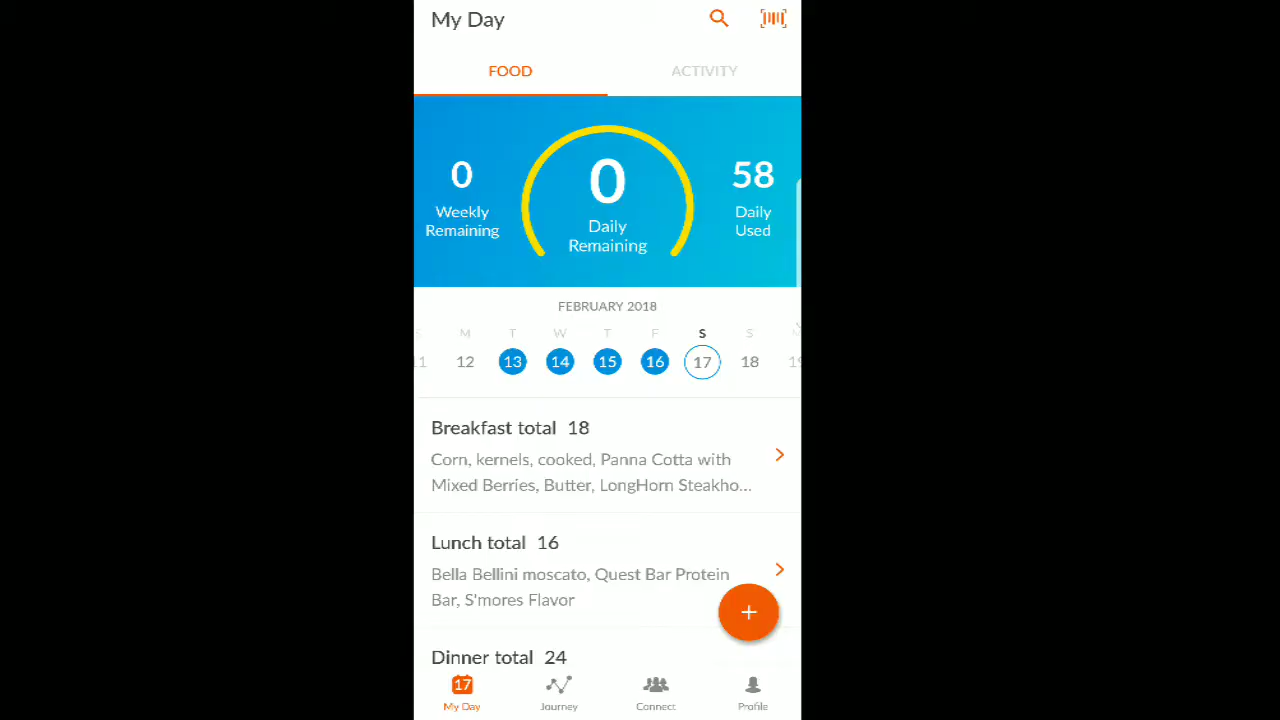 My Day
FOOD ACTIVITY
0 0 58
Weekly Remaining
Daily Remaining
Daily Used
FEBRUARY 2018
S M T W T F S S M
11 12 13 14 15 16 17 18 19
Breakfast total 18
Corn, kernels, cooked, Panna Cotta with
Mixed Berries, Butter, LongHorn Steakho...
Lunch total 16
Bella Bellini moscato, Quest Bar Protein
Bar, S'mores Flavor
+
Dinner total 24
17
My Day Journey Connect Profile